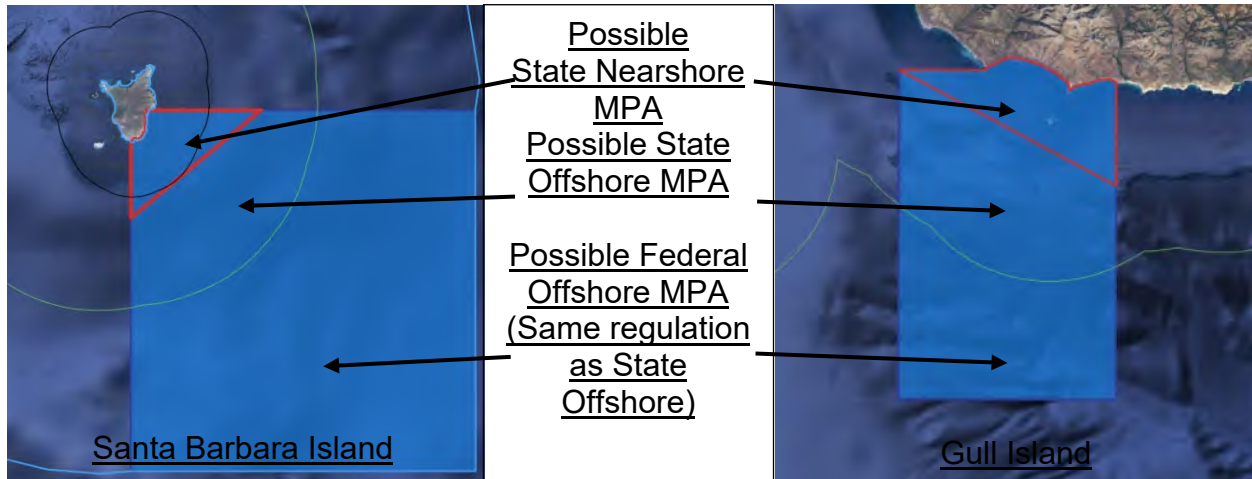 Possible
State Nearshore
MPA
Possible State
Offshore MPA
Possible Federal
Offshore MPA
(Same regulation
as State
Offshore)
Santa Barbara Island
Gull Island